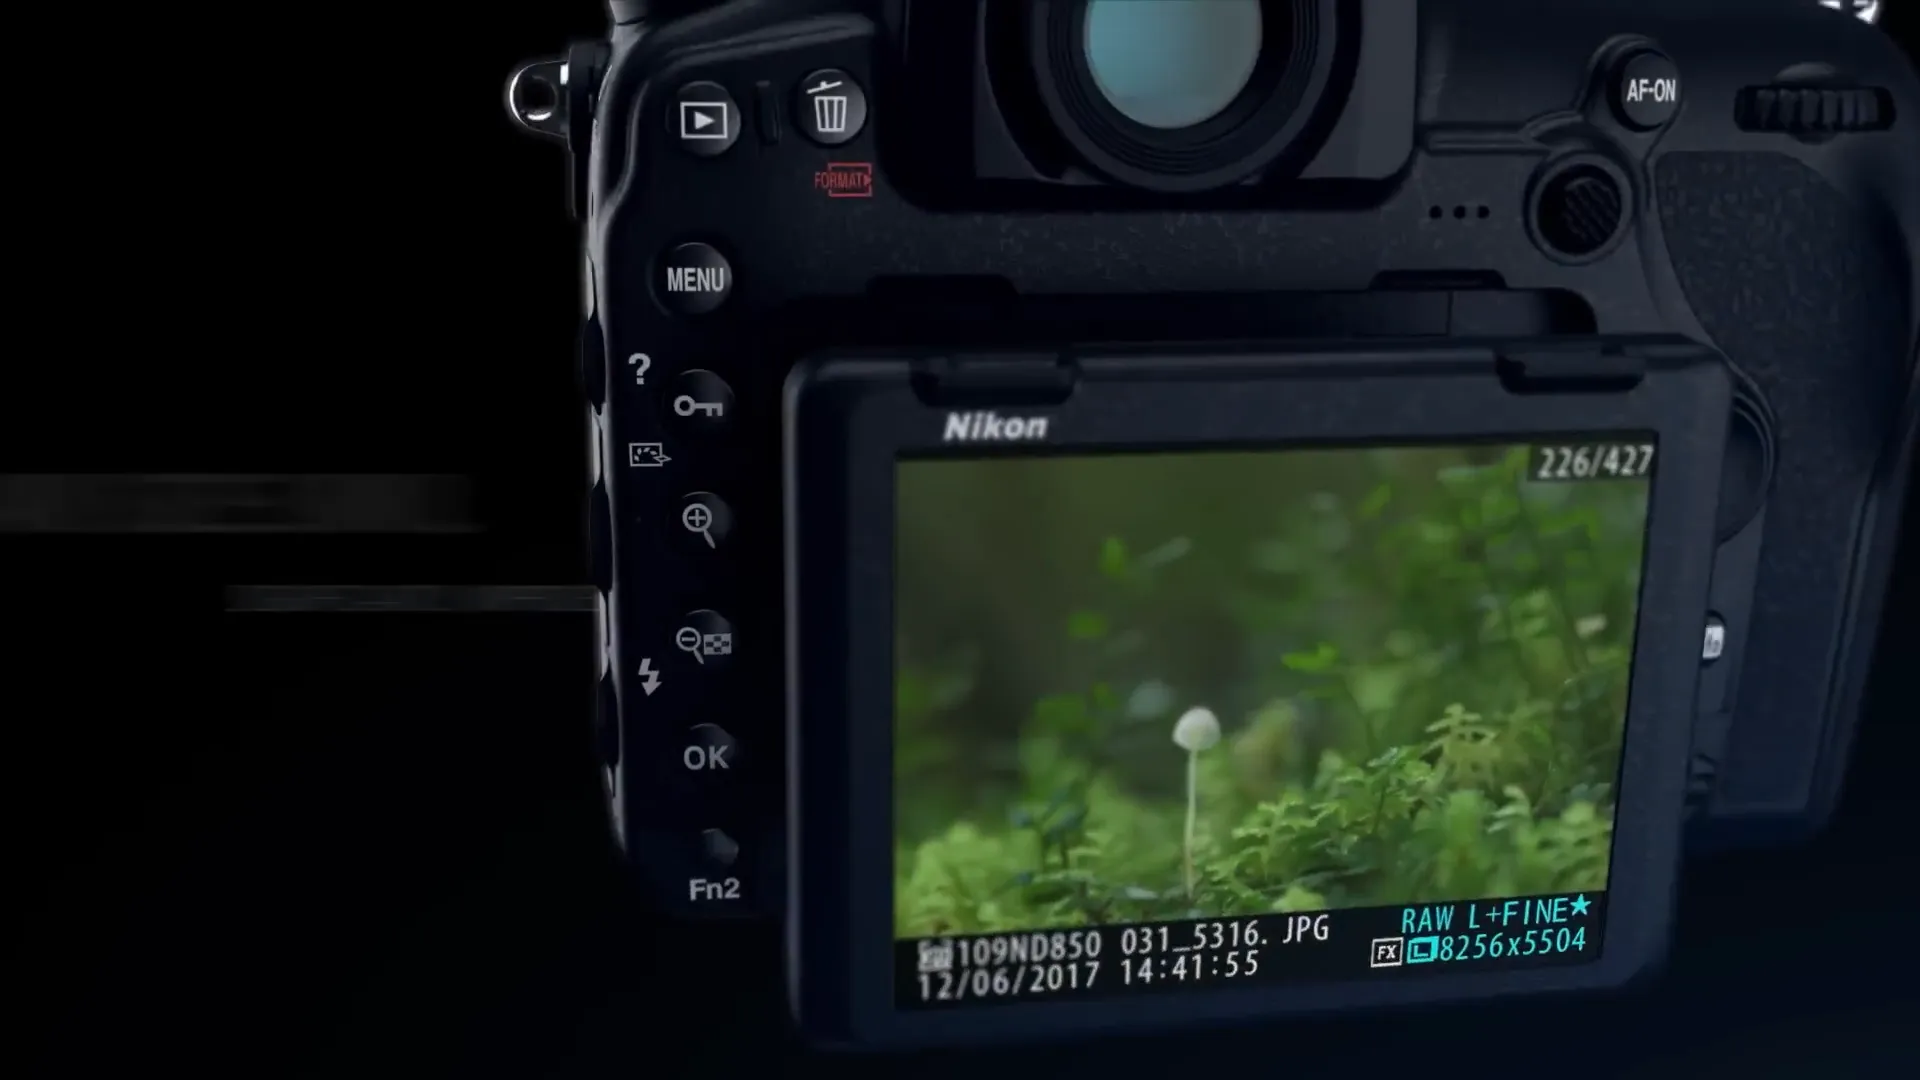 AF-ON
FORMAT
MENU
?
Nikon
226/427
OK
Fn2
109ND850 031_5316. JPG
RAW L+FINE★
12/06/2017 14:41:55
FX L 8256x5504